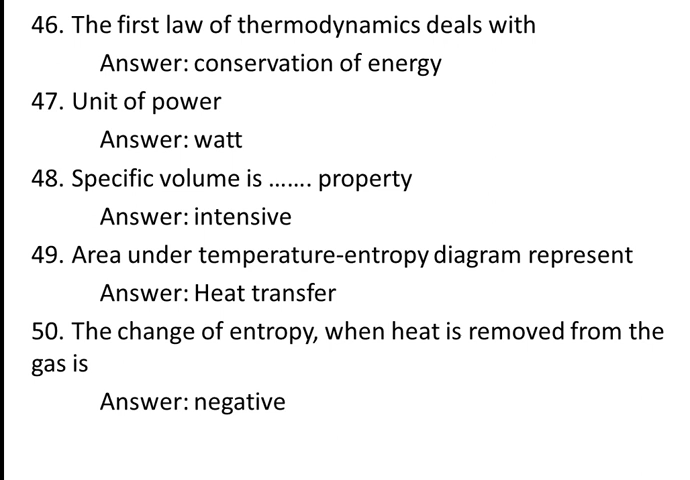 46. The first law of thermodynamics deals with
Answer: conservation of energy
47. Unit of power
Answer: watt
48. Specific volume is ....... property
Answer: intensive
49. Area under temperature-entropy diagram represent
Answer: Heat transfer
50. The change of entropy, when heat is removed from the
gas is
Answer: negative